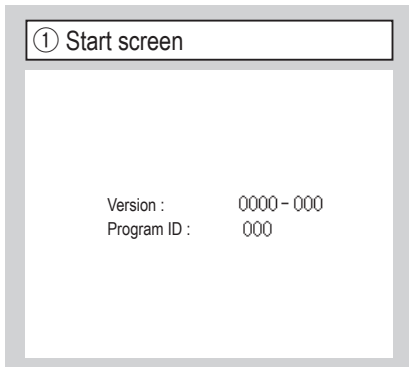 ① Start screen
Version : 0000-000
Program ID : 000